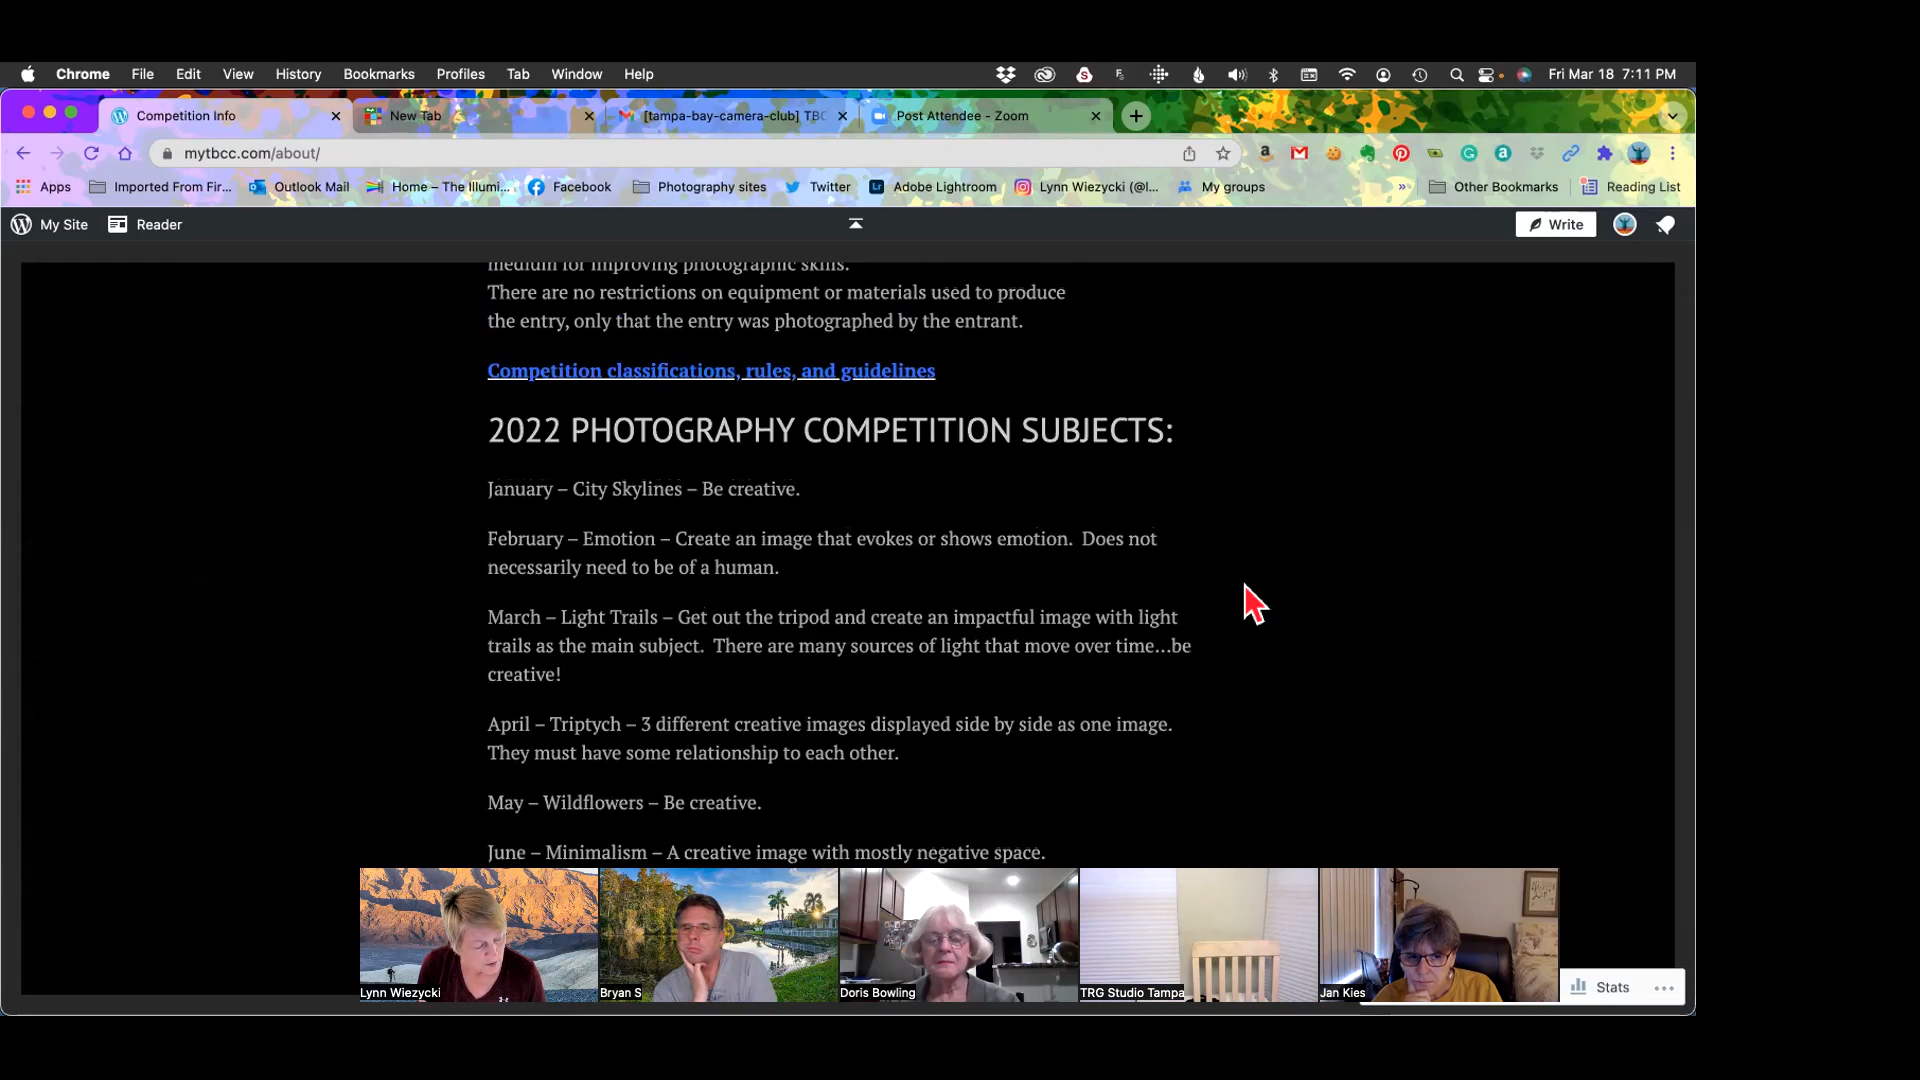 Chrome File Edit View History Bookmarks Profiles Tab Window Help Fri Mar 18 7:11 PM
Competition Info New Tab [tampa-bay-camera-club] TBC Post Attendee - Zoom
mytbcc.com/about/
Apps Imported From Fir... Outlook Mail Home – The Illumi... Facebook Photography sites Twitter Adobe Lightroom Lynn Wiezycki (@l... My groups » Other Bookmarks Reading List
My Site Reader Write
medium for improving photographic skills.
There are no restrictions on equipment or materials used to produce
the entry, only that the entry was photographed by the entrant.
Competition classifications, rules, and guidelines
2022 PHOTOGRAPHY COMPETITION SUBJECTS:
January – City Skylines – Be creative.
February – Emotion – Create an image that evokes or shows emotion.  Does not
necessarily need to be of a human.
March – Light Trails – Get out the tripod and create an impactful image with light
trails as the main subject.  There are many sources of light that move over time…be
creative!
April – Triptych – 3 different creative images displayed side by side as one image.
They must have some relationship to each other.
May – Wildflowers – Be creative.
June – Minimalism – A creative image with mostly negative space.
Lynn Wiezycki Bryan S Doris Bowling TRG Studio Tampa Jan Kies
Stats